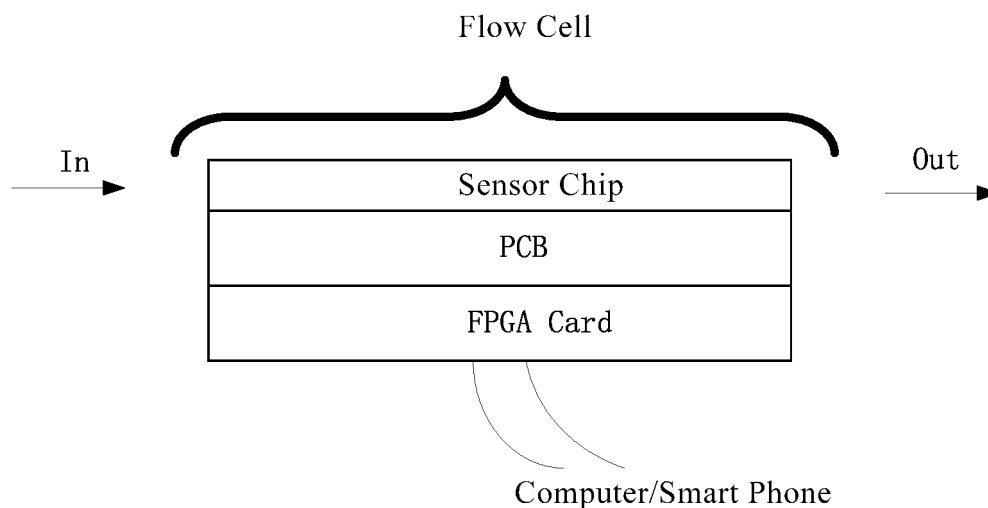 Flow Cell
In
Out
Sensor Chip
PCB
FPGA Card
Computer/Smart Phone